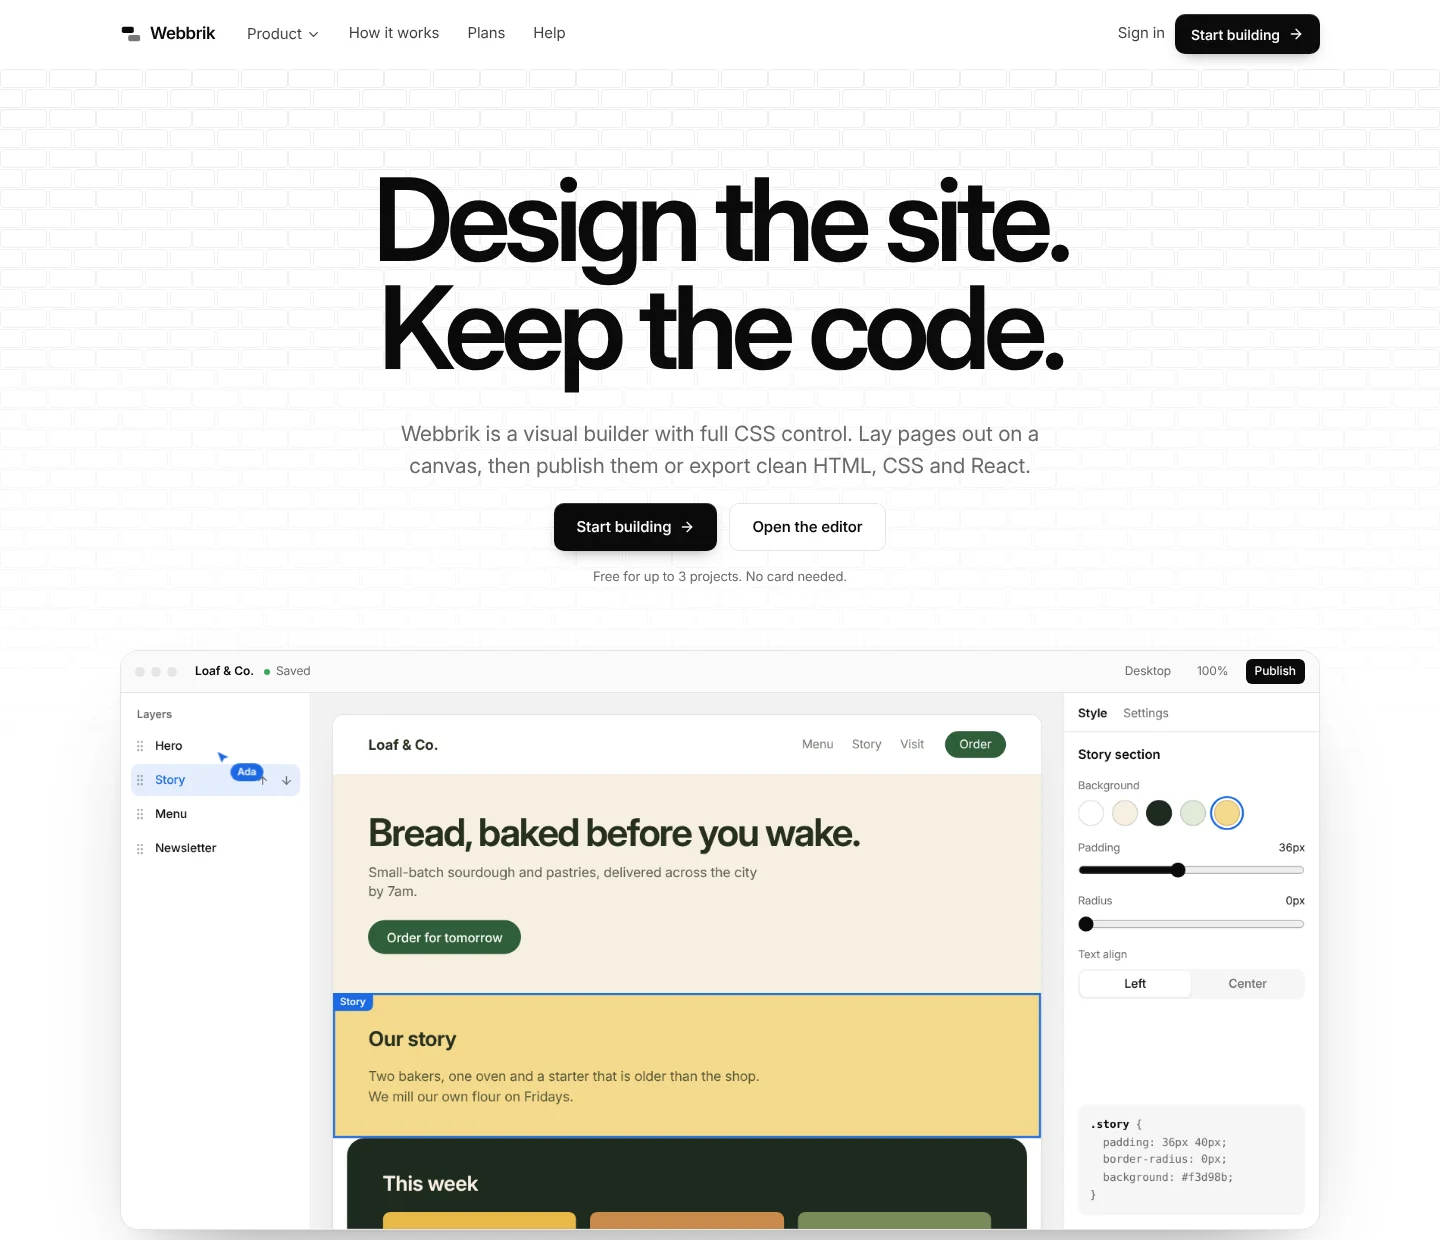 Webbrik
Product
How it works
Plans
Help
Sign in
Start building
Design the site.
Keep the code.
Webbrik is a visual builder with full CSS control. Lay pages out on a
canvas, then publish them or export clean HTML, CSS and React.
Start building
Open the editor
Free for up to 3 projects. No card needed.
Loaf & Co.
Saved
Desktop
100%
Publish
Layers
Hero
Ada
Story
Menu
Newsletter
Loaf & Co.
Menu
Story
Visit
Order
Bread, baked before you wake.
Small-batch sourdough and pastries, delivered across the city
by 7am.
Order for tomorrow
Story
Our story
Two bakers, one oven and a starter that is older than the shop.
We mill our own flour on Fridays.
This week
Style
Settings
Story section
Background
Padding
36px
Radius
0px
Text align
Left
Center
.story {
padding: 36px 40px;
border-radius: 0px;
background: #f3d98b;
}